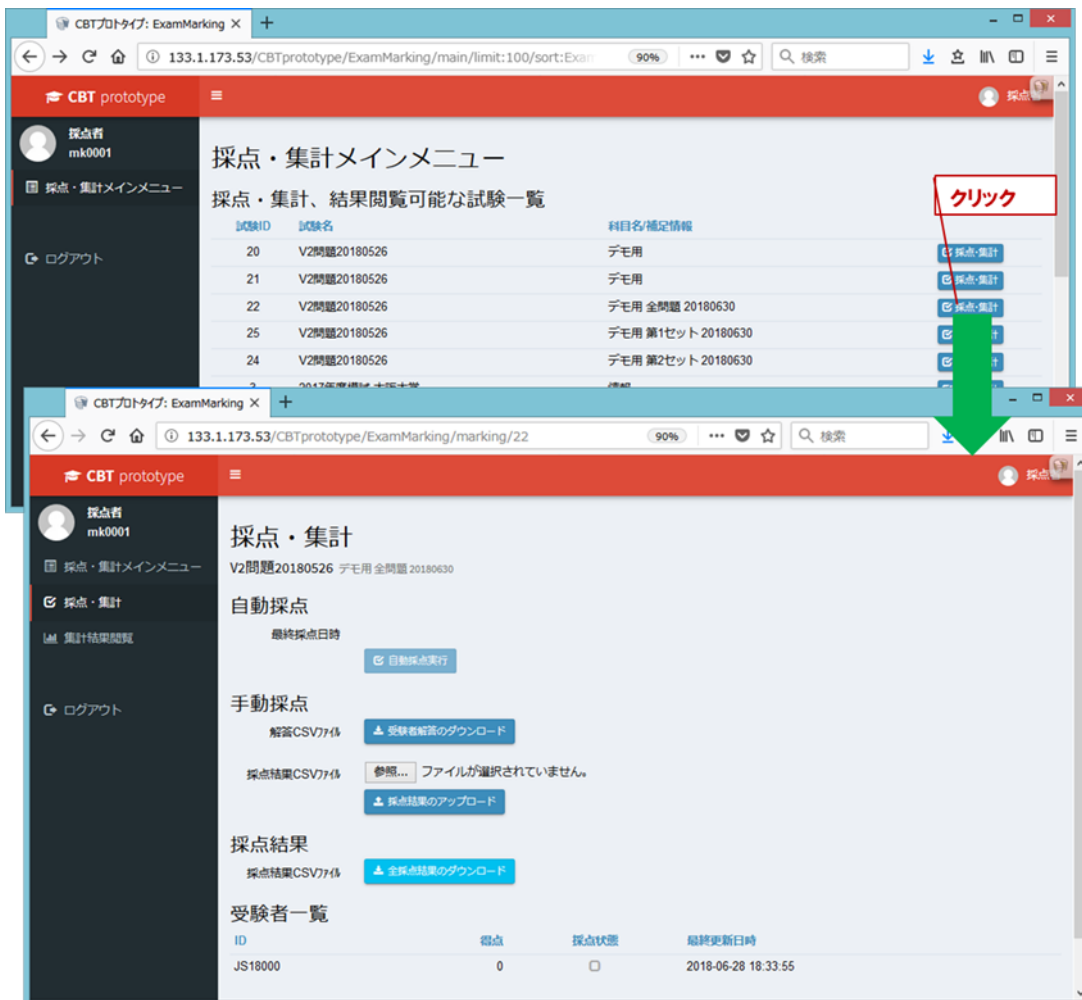 CBTプロトタイプ: ExamMarking
133.1.173.53/CBTprototype/ExamMarking/main/limit:100/sort:Exam
90%
検索
CBT prototype
採点
採点者
mk0001
採点・集計メインメニュー
ログアウト
採点・集計メインメニュー
採点・集計、結果閲覧可能な試験一覧
クリック
試験ID 試験名 科目名/補足情報
20 V2問題20180526 デモ用 採点・集計
21 V2問題20180526 デモ用 採点・集計
22 V2問題20180526 デモ用 全問題 20180630 採点・集計
25 V2問題20180526 デモ用 第1セット 20180630
24 V2問題20180526 デモ用 第2セット 20180630
CBTプロトタイプ: ExamMarking
133.1.173.53/CBTprototype/ExamMarking/marking/22
90%
検索
CBT prototype
採点者
採点者
mk0001
採点・集計メインメニュー
採点・集計
集計結果閲覧
ログアウト
採点・集計
V2問題20180526 デモ用 全問題 20180630
自動採点
最終採点日時
自動採点実行
手動採点
解答CSVファイル 受験者解答のダウンロード
採点結果CSVファイル 参照... ファイルが選択されていません。
採点結果のアップロード
採点結果
採点結果CSVファイル 全採点結果のダウンロード
受験者一覧
ID 得点 採点状態 最終更新日時
JS18000 0 2018-06-28 18:33:55